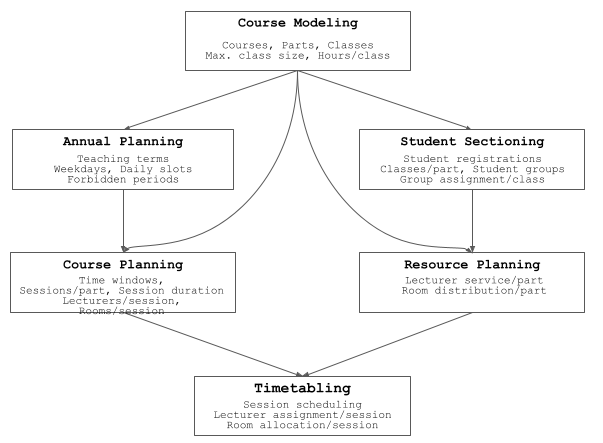 Course Modeling
Courses, Parts, Classes
Max. class size, Hours/class
Annual Planning
Teaching terms
Weekdays, Daily slots
Forbidden periods
Student Sectioning
Student registrations
Classes/part, Student groups
Group assignment/class
Course Planning
Time windows,
Sessions/part, Session duration
Lecturers/session,
Rooms/session
Resource Planning
Lecturer service/part
Room distribution/part
Timetabling
Session scheduling
Lecturer assignment/session
Room allocation/session